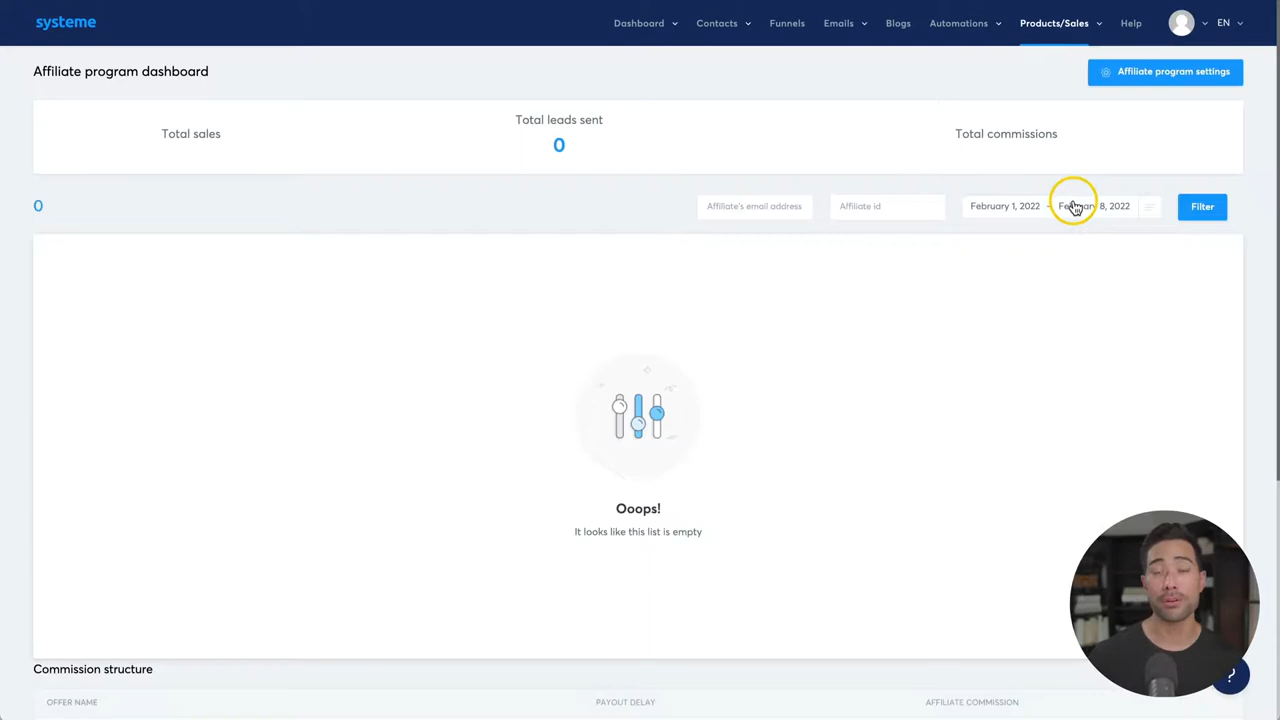 systeme
Dashboard Contacts Funnels Emails Blogs Automations Products/Sales Help EN
Affiliate program dashboard
Affiliate program settings
Total sales
Total leads sent
0
Total commissions
0
Affiliate's email address
Affiliate id
February 1, 2022 - February 8, 2022
Filter
Ooops!
It looks like this list is empty
Commission structure
OFFER NAME PAYOUT DELAY AFFILIATE COMMISSION
?